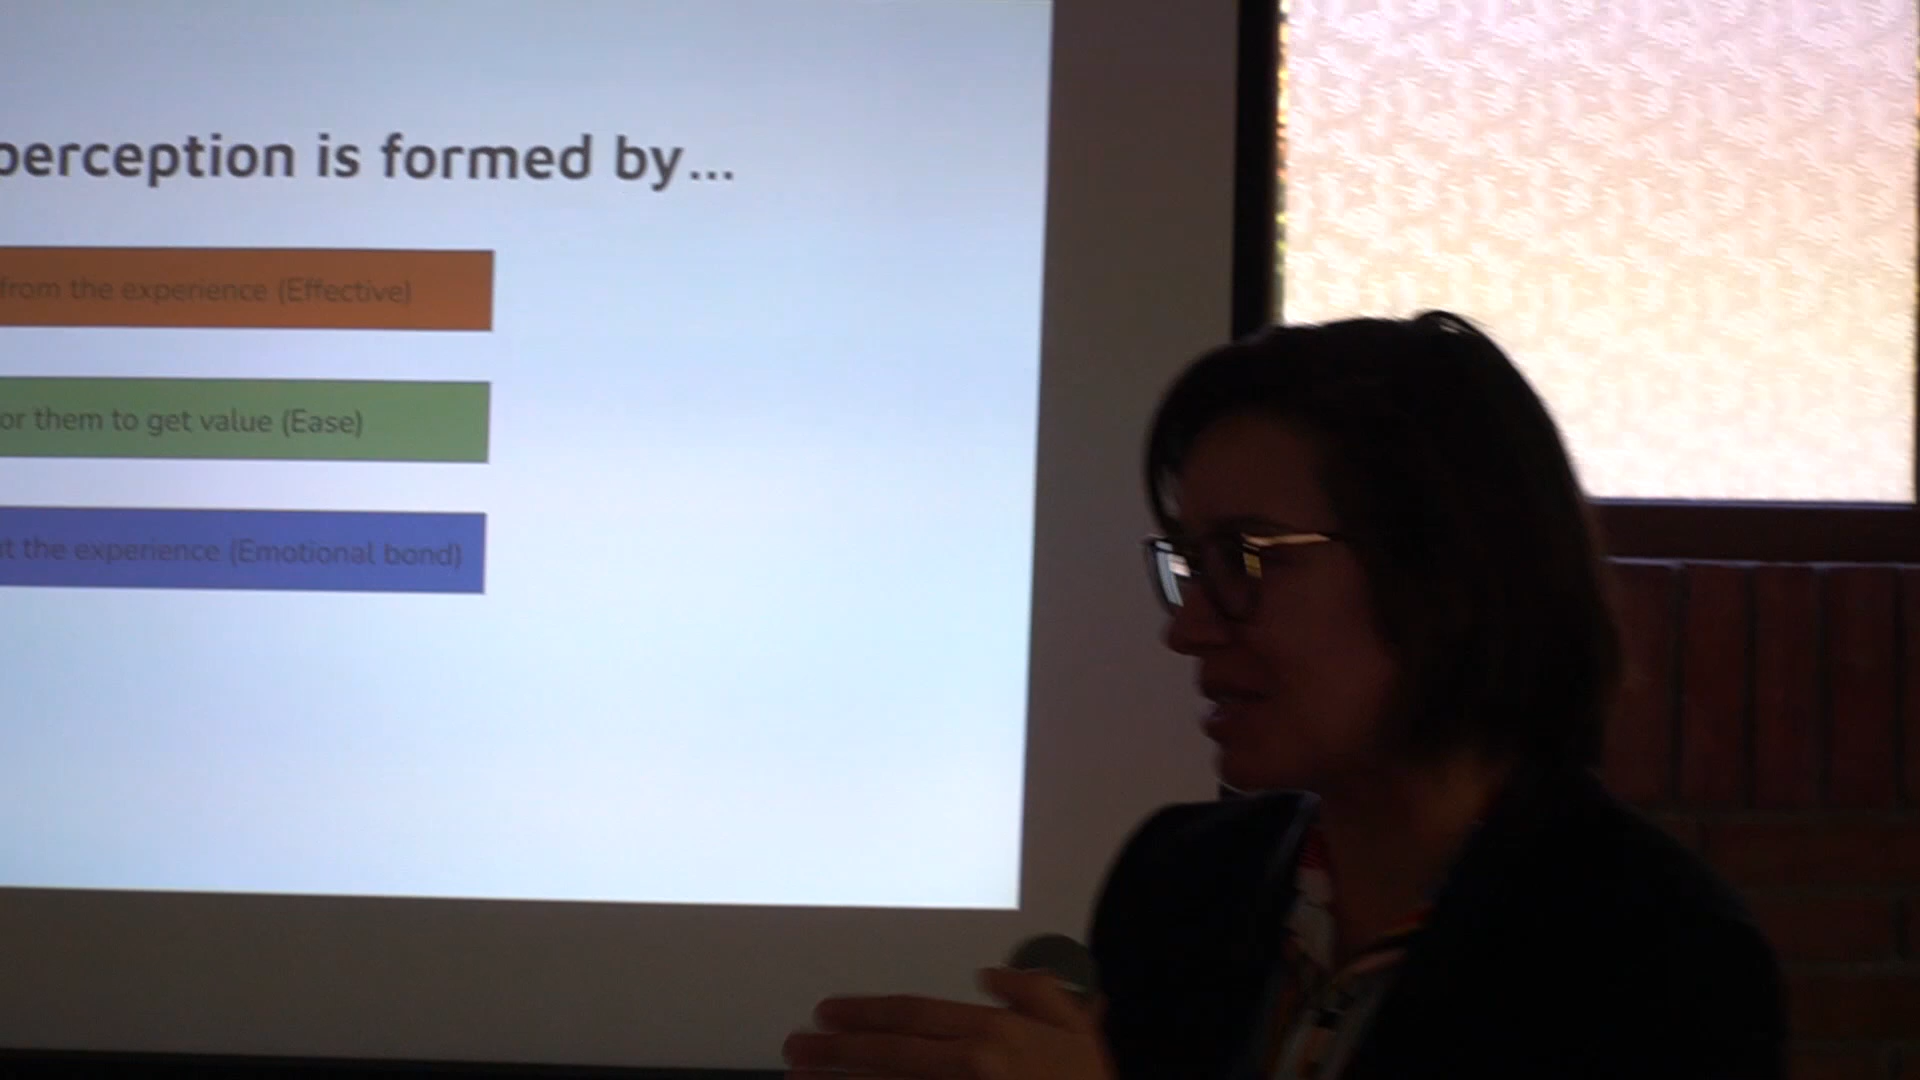 perception is formed by...
from the experience (Effective)
or them to get value (Ease)
the experience (Emotional bond)